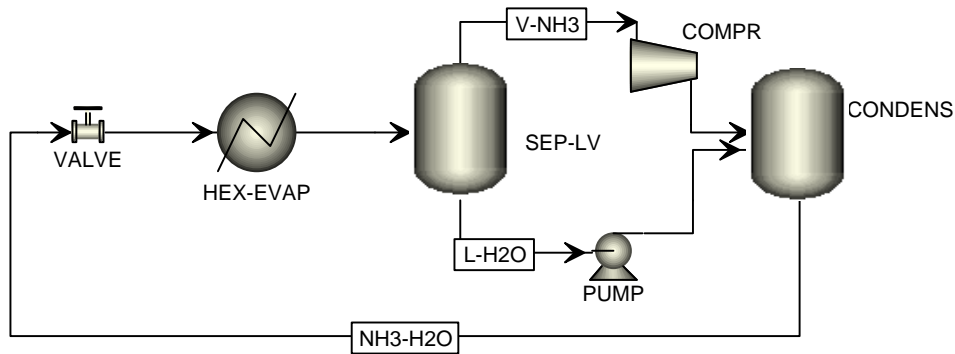 V-NH3
COMPR
CONDENS
VALVE
SEP-LV
HEX-EVAP
L-H2O
PUMP
NH3-H2O